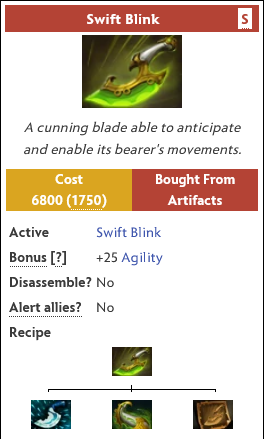 Swift Blink S
A cunning blade able to anticipate
and enable its bearer's movements.
Cost Bought From
6800 (1750) Artifacts
Active Swift Blink
Bonus [?] +25 Agility
Disassemble? No
Alert allies? No
Recipe